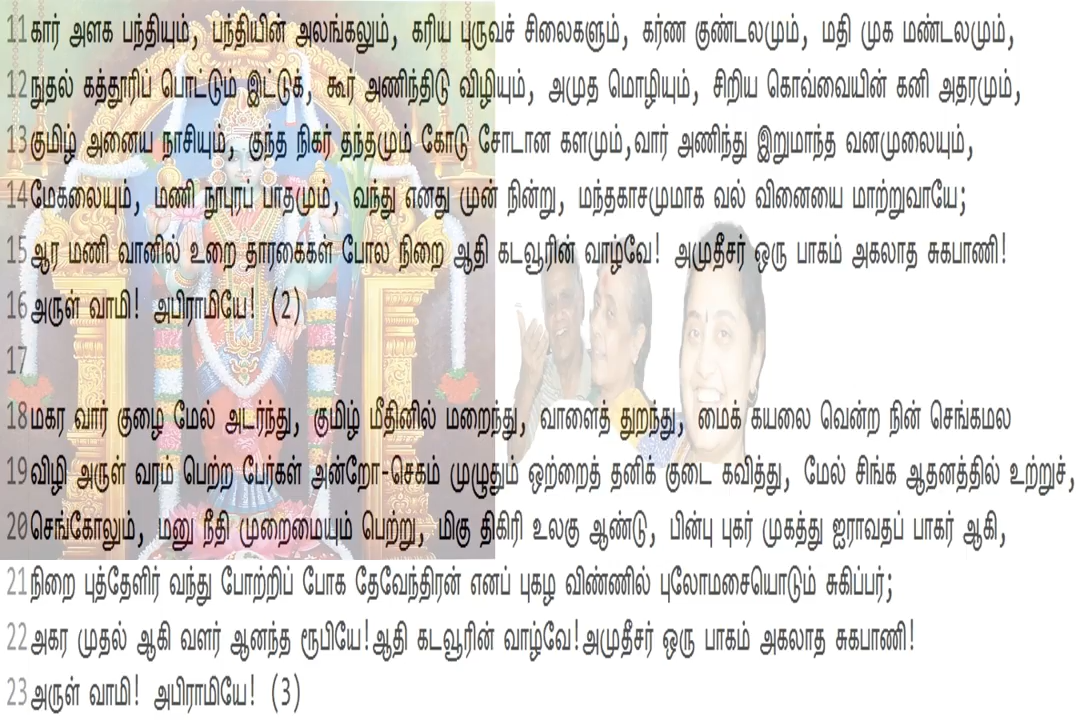 11 கார் அளக பந்தியும், பந்தியின் அலங்கலும், கரிய புருவச் சிலைகளும், கர்ண குண்டலமும், மதி முக மண்டலமும்,
12 நுதல் கத்தூரிப் பொட்டும் இட்டுக், கூர் அணிந்திடு விழியும், அமுத மொழியும், சிறிய கொவ்வையின் கனி அதரமும்,
13 குமிழ் அனைய நாசியும், குந்த நிகர் தந்தமும் கோடு சோடான களமும்,வார் அணிந்து இறுமாந்த வனமுலையும்,
14 மேகலையும், மணி நூபுரப் பாதமும், வந்து எனது முன் நின்று, மந்தகாசமுமாக வல் வினையை மாற்றுவாயே;
15 ஆர மணி வானில் உறை தாரகைகள் போல நிறை ஆதி கடவூரின் வாழ்வே! அமுதீசர் ஒரு பாகம் அகலாத சுகபாணி!
16 அருள் வாமி! அபிராமியே! (2)
17
18 மகர வார் குழை மேல் அடர்ந்து, குமிழ் மீதினில் மறைந்து, வாளைத் துறந்து, மைக் கயலை வென்ற நின் செங்கமல
19 விழி அருள் வரம் பெற்ற பேர்கள் அன்றோ-செகம் முழுதும் ஒற்றைத் தனிக் குடை கவித்து, மேல் சிங்க ஆதனத்தில் உற்றுச்,
20 செங்கோலும், மனு நீதி முறைமையும் பெற்று, மிகு திகிரி உலகு ஆண்டு, பின்பு புகர் முகத்து ஐராவதப் பாகர் ஆகி,
21 நிறை புத்தேளிர் வந்து போற்றிப் போக தேவேந்திரன் எனப் புகழ விண்ணில் புலோமசையொடும் சுகிப்பர்;
22 அகர முதல் ஆகி வளர் ஆனந்த ரூபியே!ஆதி கடவூரின் வாழ்வே!அமுதீசர் ஒரு பாகம் அகலாத சுகபாணி!
23 அருள் வாமி! அபிராமியே! (3)